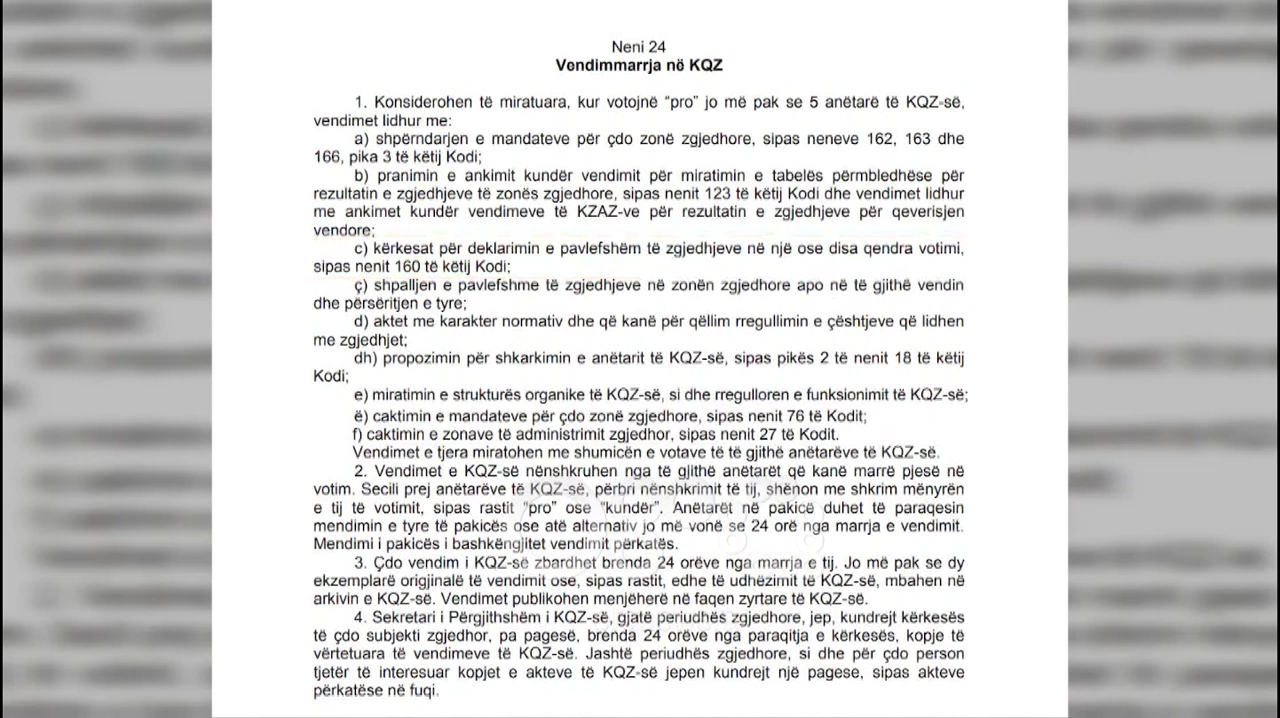 Neni 24
Vendimmarrja në KQZ
1. Konsiderohen të miratuara, kur votojnë “pro” jo më pak se 5 anëtarë të KQZ-së,
vendimet lidhur me:
a) shpërndarjen e mandateve për çdo zonë zgjedhore, sipas neneve 162, 163 dhe
166, pika 3 të këtij Kodi;
b) pranimin e ankimit kundër vendimit për miratimin e tabelës përmbledhëse për
rezultatin e zgjedhjeve të zonës zgjedhore, sipas nenit 123 të këtij Kodi dhe vendimet lidhur
me ankimet kundër vendimeve të KZAZ-ve për rezultatin e zgjedhjeve për qeverisjen
vendore;
c) kërkesat për deklarimin e pavlefshëm të zgjedhjeve në një ose disa qendra votimi,
sipas nenit 160 të këtij Kodi;
ç) shpalljen e pavlefshme të zgjedhjeve në zonën zgjedhore apo në të gjithë vendin
dhe përsëritjen e tyre;
d) aktet me karakter normativ dhe që kanë për qëllim rregullimin e çështjeve që lidhen
me zgjedhjet;
dh) propozimin për shkarkimin e anëtarit të KQZ-së, sipas pikës 2 të nenit 18 të këtij
Kodi;
e) miratimin e strukturës organike të KQZ-së, si dhe rregulloren e funksionimit të KQZ-së;
ë) caktimin e mandateve për çdo zonë zgjedhore, sipas nenit 76 të Kodit;
f) caktimin e zonave të administrimit zgjedhor, sipas nenit 27 të Kodit.
Vendimet e tjera miratohen me shumicën e votave të të gjithë anëtarëve të KQZ-së.
2. Vendimet e KQZ-së nënshkruhen nga të gjithë anëtarët që kanë marrë pjesë në
votim. Secili prej anëtarëve të KQZ-së, përbri nënshkrimit të tij, shënon me shkrim mënyrën
e tij të votimit, sipas rastit “pro” ose “kundër”. Anëtarët në pakicë duhet të paraqesin
mendimin e tyre të pakicës ose atë alternativ jo më vonë se 24 orë nga marrja e vendimit.
Mendimi i pakicës i bashkëngjitet vendimit përkatës.
3. Çdo vendim i KQZ-së zbardhet brenda 24 orëve nga marrja e tij. Jo më pak se dy
ekzemplarë origjinalë të vendimit ose, sipas rastit, edhe të udhëzimit të KQZ-së, mbahen në
arkivin e KQZ-së. Vendimet publikohen menjëherë në faqen zyrtare të KQZ-së.
4. Sekretari i Përgjithshëm i KQZ-së, gjatë periudhës zgjedhore, jep, kundrejt kërkesës
të çdo subjekti zgjedhor, pa pagesë, brenda 24 orëve nga paraqitja e kërkesës, kopje të
vërtetuara të vendimeve të KQZ-së. Jashtë periudhës zgjedhore, si dhe për çdo person
tjetër të interesuar kopjet e akteve të KQZ-së jepen kundrejt një pagese, sipas akteve
përkatëse në fuqi.